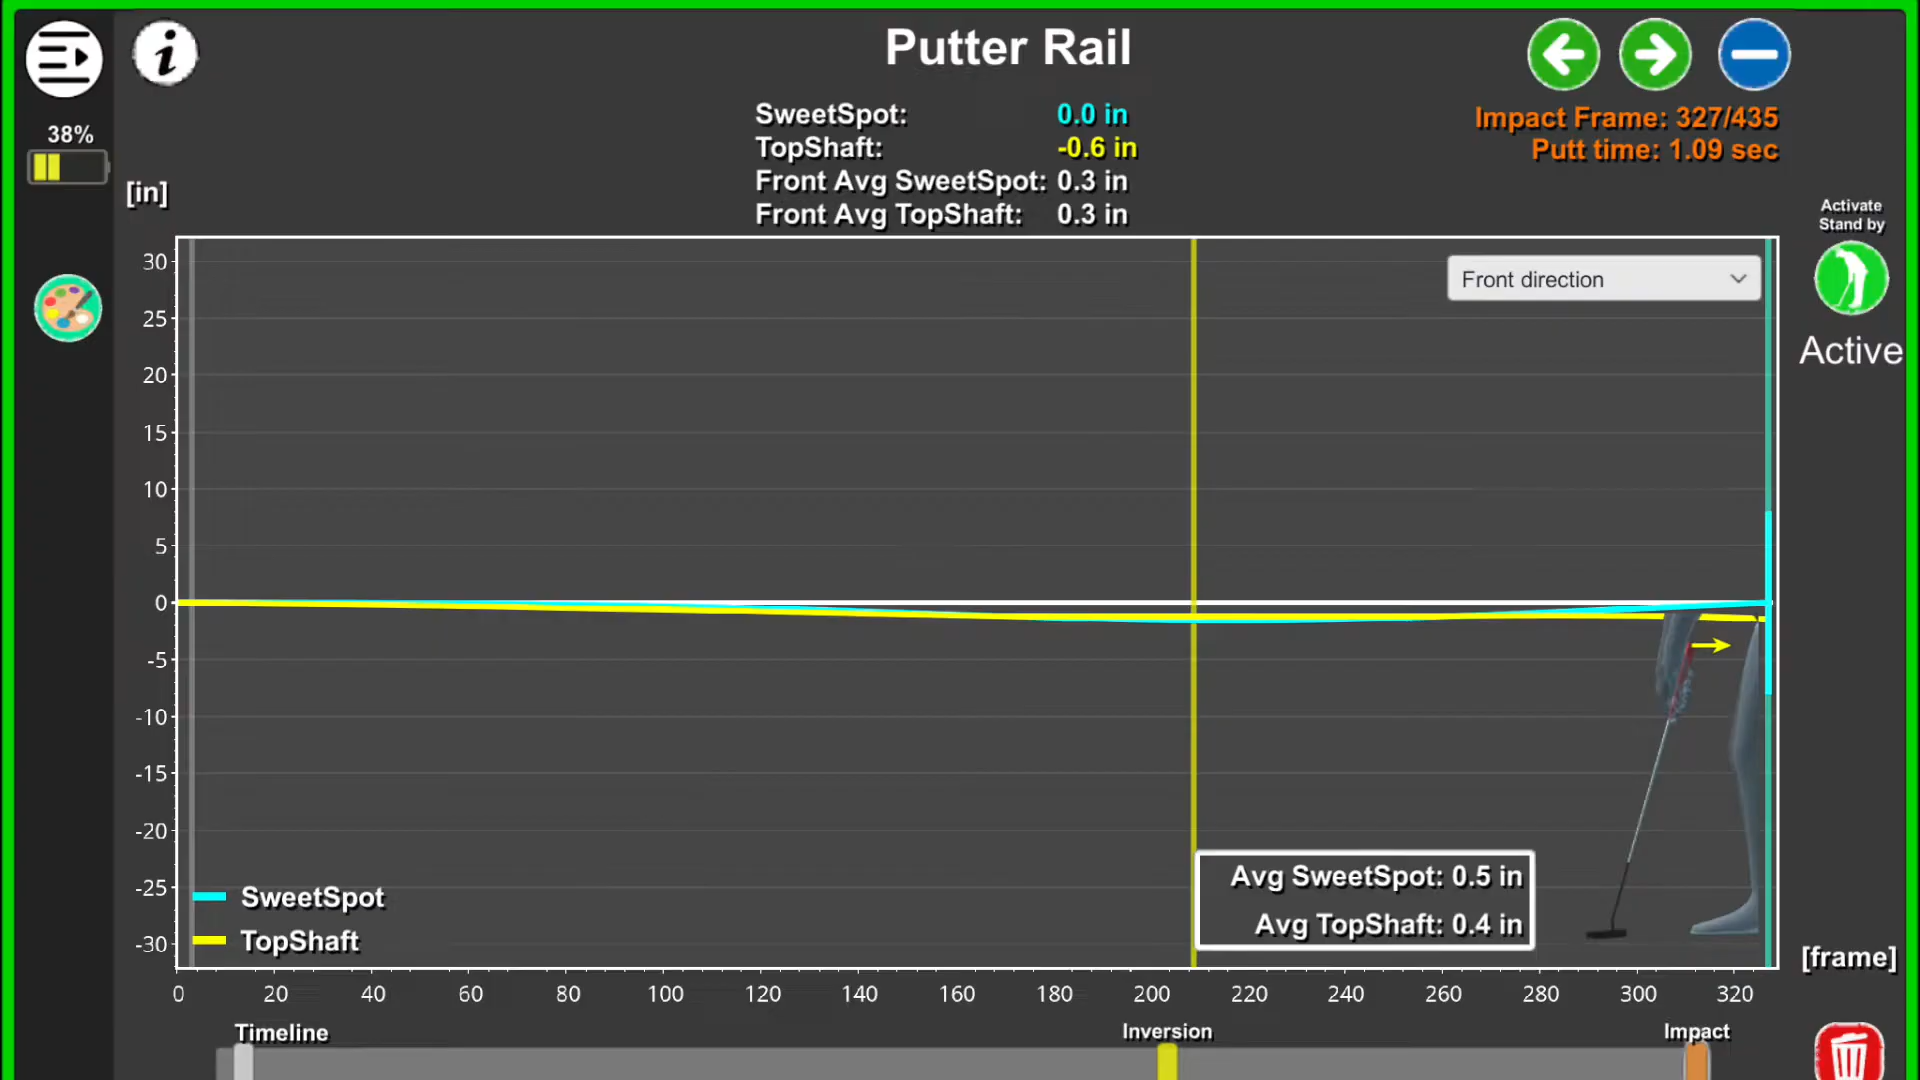 Putter Rail
38%
SweetSpot: 0.0 in
TopShaft: -0.6 in
Front Avg SweetSpot: 0.3 in
Front Avg TopShaft: 0.3 in
Impact Frame: 327/435
Putt time: 1.09 sec
[in]
Activate
Stand by
Active
Front direction
30
25
20
15
10
5
0
-5
-10
-15
-20
-25
-30
SweetSpot
TopShaft
Avg SweetSpot: 0.5 in
Avg TopShaft: 0.4 in
[frame]
0 20 40 60 80 100 120 140 160 180 200 220 240 260 280 300 320
Timeline Inversion Impact